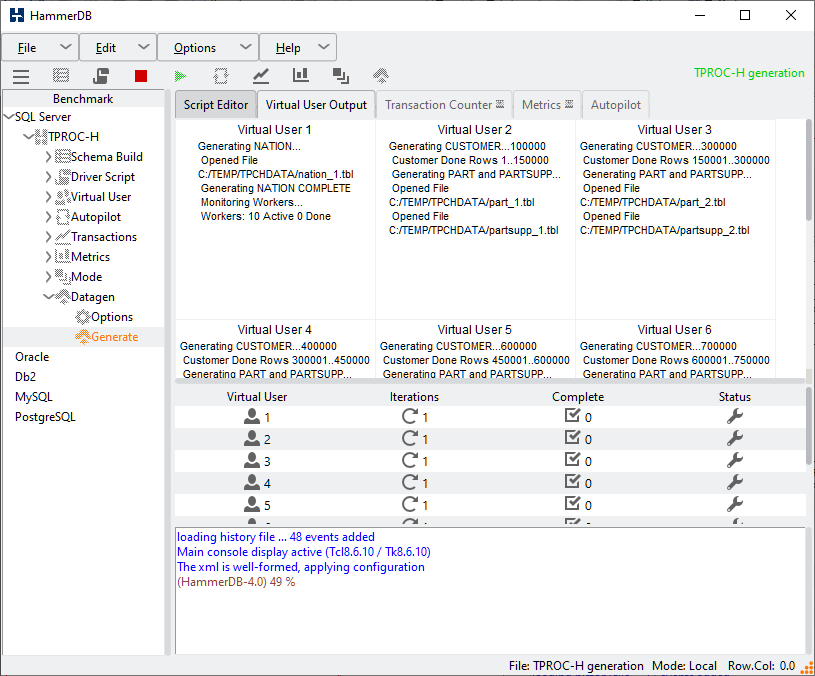 HammerDB
File Edit Options Help
TPROC-H generation
Benchmark
SQL Server
TPROC-H
Schema Build
Driver Script
Virtual User
Autopilot
Transactions
Metrics
Mode
Datagen
Options
Generate
Oracle
Db2
MySQL
PostgreSQL
Script Editor Virtual User Output Transaction Counter Metrics Autopilot
Virtual User 1
Generating NATION...
Opened File
C:/TEMP/TPCHDATA/nation_1.tbl
Generating NATION COMPLETE
Monitoring Workers...
Workers: 10 Active 0 Done
Virtual User 2
Generating CUSTOMER...100000
Customer Done Rows 1..150000
Generating PART and PARTSUPP...
Opened File
C:/TEMP/TPCHDATA/part_1.tbl
Opened File
C:/TEMP/TPCHDATA/partsupp_1.tbl
Virtual User 3
Generating CUSTOMER...300000
Customer Done Rows 150001..300000
Generating PART and PARTSUPP...
Opened File
C:/TEMP/TPCHDATA/part_2.tbl
Opened File
C:/TEMP/TPCHDATA/partsupp_2.tbl
Virtual User 4
Generating CUSTOMER...400000
Customer Done Rows 300001..450000
Generating PART and PARTSUPP...
Virtual User 5
Generating CUSTOMER...600000
Customer Done Rows 450001..600000
Generating PART and PARTSUPP...
Virtual User 6
Generating CUSTOMER...700000
Customer Done Rows 600001..750000
Generating PART and PARTSUPP...
Virtual User Iterations Complete Status
1 1 0
2 1 0
3 1 0
4 1 0
5 1 0
loading history file ... 48 events added
Main console display active (Tcl8.6.10 / Tk8.6.10)
The xml is well-formed, applying configuration
(HammerDB-4.0) 49 %
File: TPROC-H generation Mode: Local Row.Col: 0.0